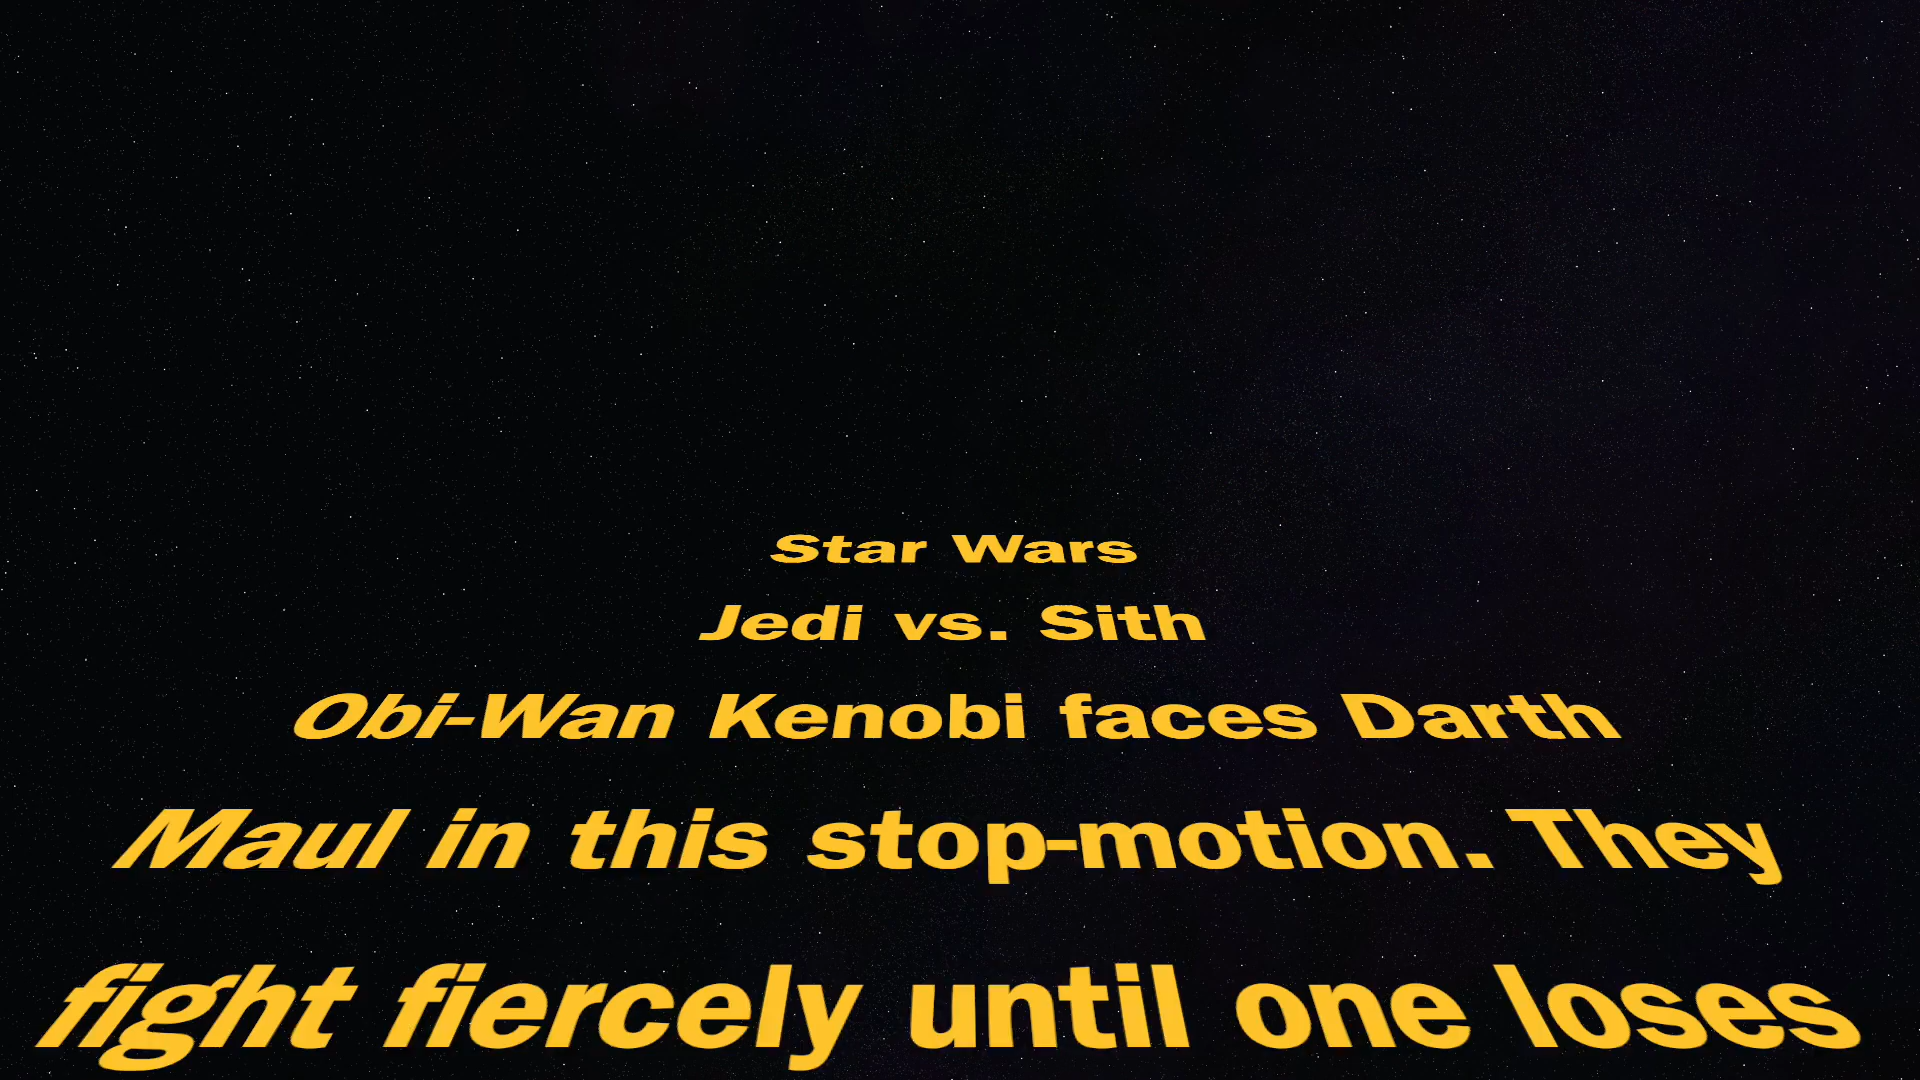 Star Wars
Jedi vs. Sith
Obi-Wan Kenobi faces Darth
Maul in this stop-motion. They
fight fiercely until one loses